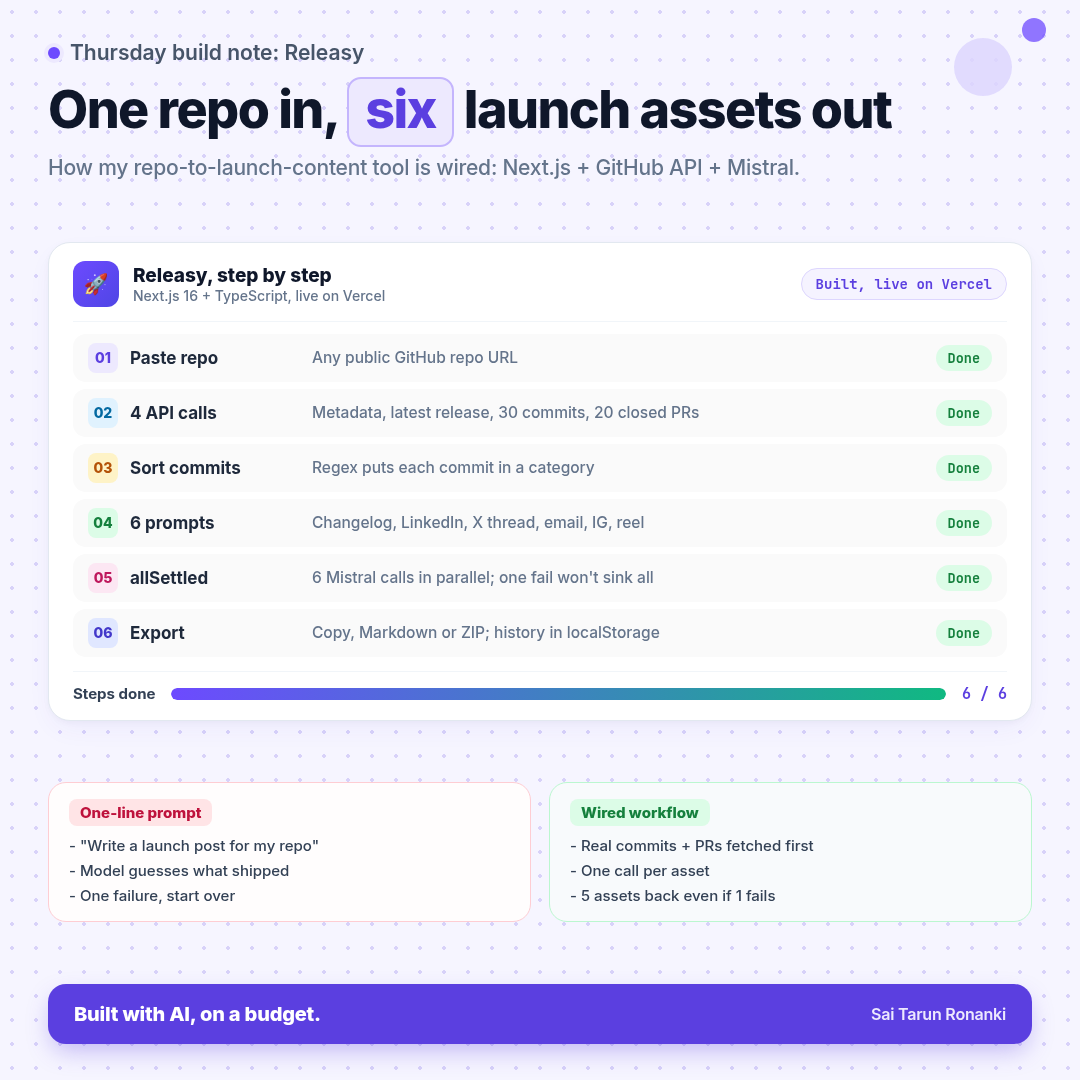 Thursday build note: Releasy
One repo in, six launch assets out
How my repo-to-launch-content tool is wired: Next.js + GitHub API + Mistral.
Releasy, step by step
Next.js 16 + TypeScript, live on Vercel
Built, live on Vercel
01 Paste repo Any public GitHub repo URL Done
02 4 API calls Metadata, latest release, 30 commits, 20 closed PRs Done
03 Sort commits Regex puts each commit in a category Done
04 6 prompts Changelog, LinkedIn, X thread, email, IG, reel Done
05 allSettled 6 Mistral calls in parallel; one fail won't sink all Done
06 Export Copy, Markdown or ZIP; history in localStorage Done
Steps done 6 / 6
One-line prompt
- "Write a launch post for my repo"
- Model guesses what shipped
- One failure, start over
Wired workflow
- Real commits + PRs fetched first
- One call per asset
- 5 assets back even if 1 fails
Built with AI, on a budget.
Sai Tarun Ronanki